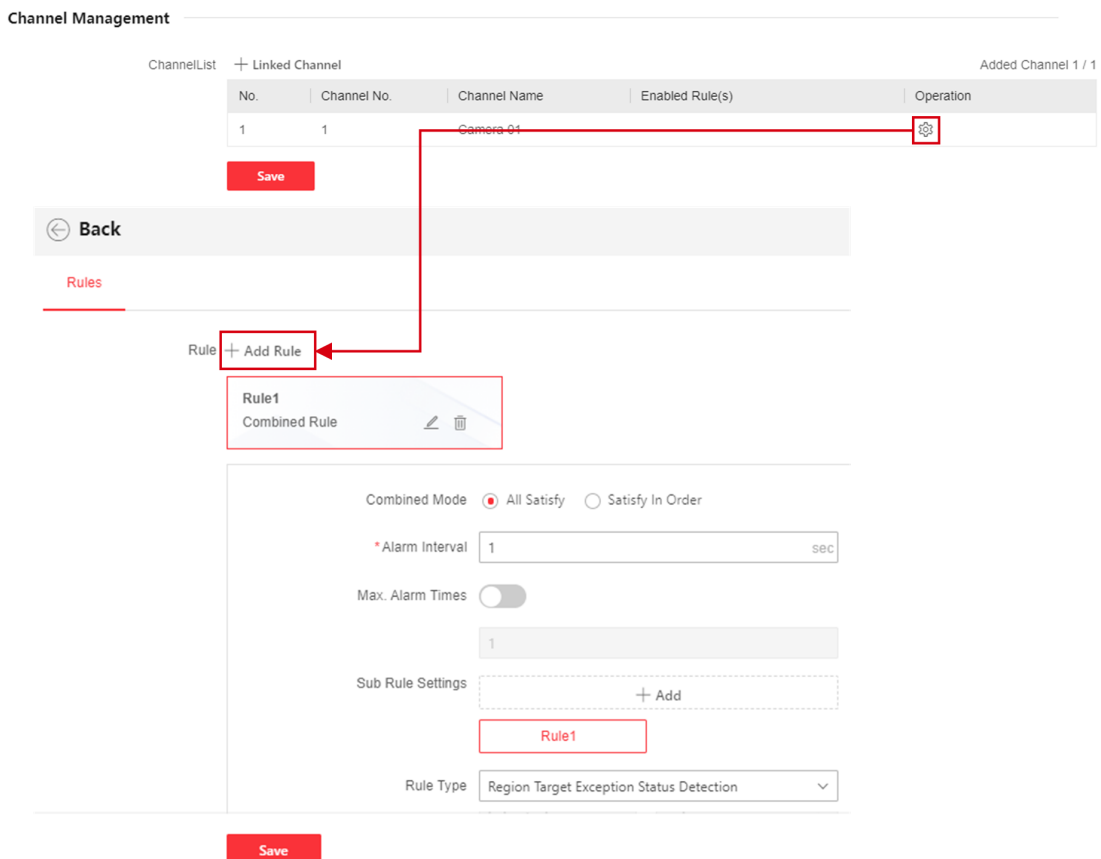 Channel Management
ChannelList + Linked Channel Added Channel 1 / 1
No. Channel No. Channel Name Enabled Rule(s) Operation
1 1 Camera 01
Save
Back
Rules
Rule + Add Rule
Rule1
Combined Rule
Combined Mode All Satisfy Satisfy In Order
*Alarm Interval 1 sec
Max. Alarm Times
1
Sub Rule Settings + Add
Rule1
Rule Type Region Target Exception Status Detection
Save